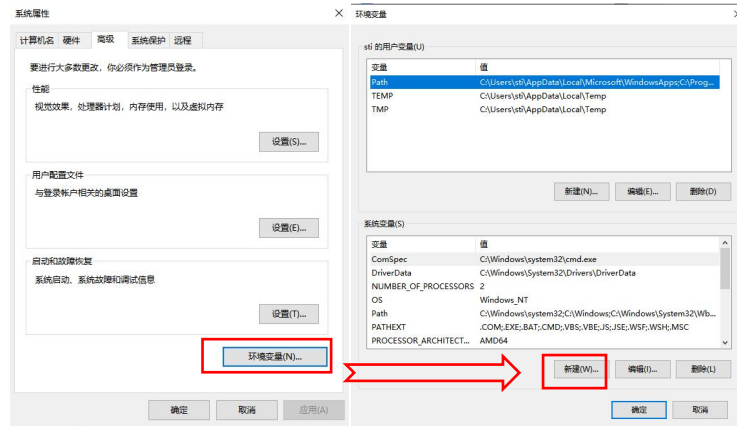 系统属性
计算机名 硬件 高级 系统保护 远程
要进行大多数更改，你必须作为管理员登录。
性能
视觉效果，处理器计划，内存使用，以及虚拟内存
设置(S)...
用户配置文件
与登录帐户相关的桌面设置
设置(E)...
启动和故障恢复
系统启动、系统故障和调试信息
设置(T)...
环境变量(N)...
确定 取消 应用(A)
环境变量
sti 的用户变量(U)
变量 值
Path C:\Users\sti\AppData\Local\Microsoft\WindowsApps;C:\Prog...
TEMP C:\Users\sti\AppData\Local\Temp
TMP C:\Users\sti\AppData\Local\Temp
新建(N)... 编辑(E)... 删除(D)
系统变量(S)
变量 值
ComSpec C:\Windows\system32\cmd.exe
DriverData C:\Windows\System32\Drivers\DriverData
NUMBER_OF_PROCESSORS 2
OS Windows_NT
Path C:\Windows\system32;C:\Windows;C:\Windows\System32\Wb...
PATHEXT .COM;.EXE;.BAT;.CMD;.VBS;.VBE;.JS;.JSE;.WSF;.WSH;.MSC
PROCESSOR_ARCHITECT... AMD64
新建(W)... 编辑(I)... 删除(L)
确定 取消